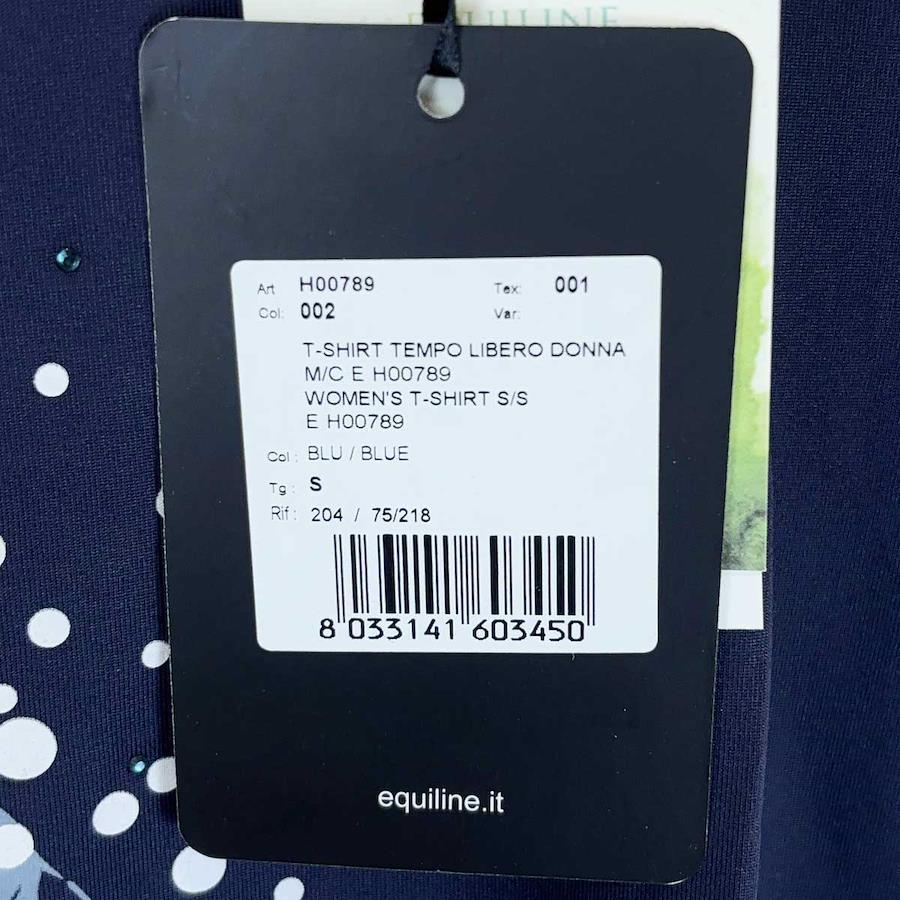 EQUILINE
Art H00789 Tex: 001
Col: 002 Var:
T-SHIRT TEMPO LIBERO DONNA
M/C E H00789
WOMEN'S T-SHIRT S/S
E H00789
Col: BLU / BLUE
Tg: S
Rif: 204 / 75/218
8 033141 603450
equiline.it